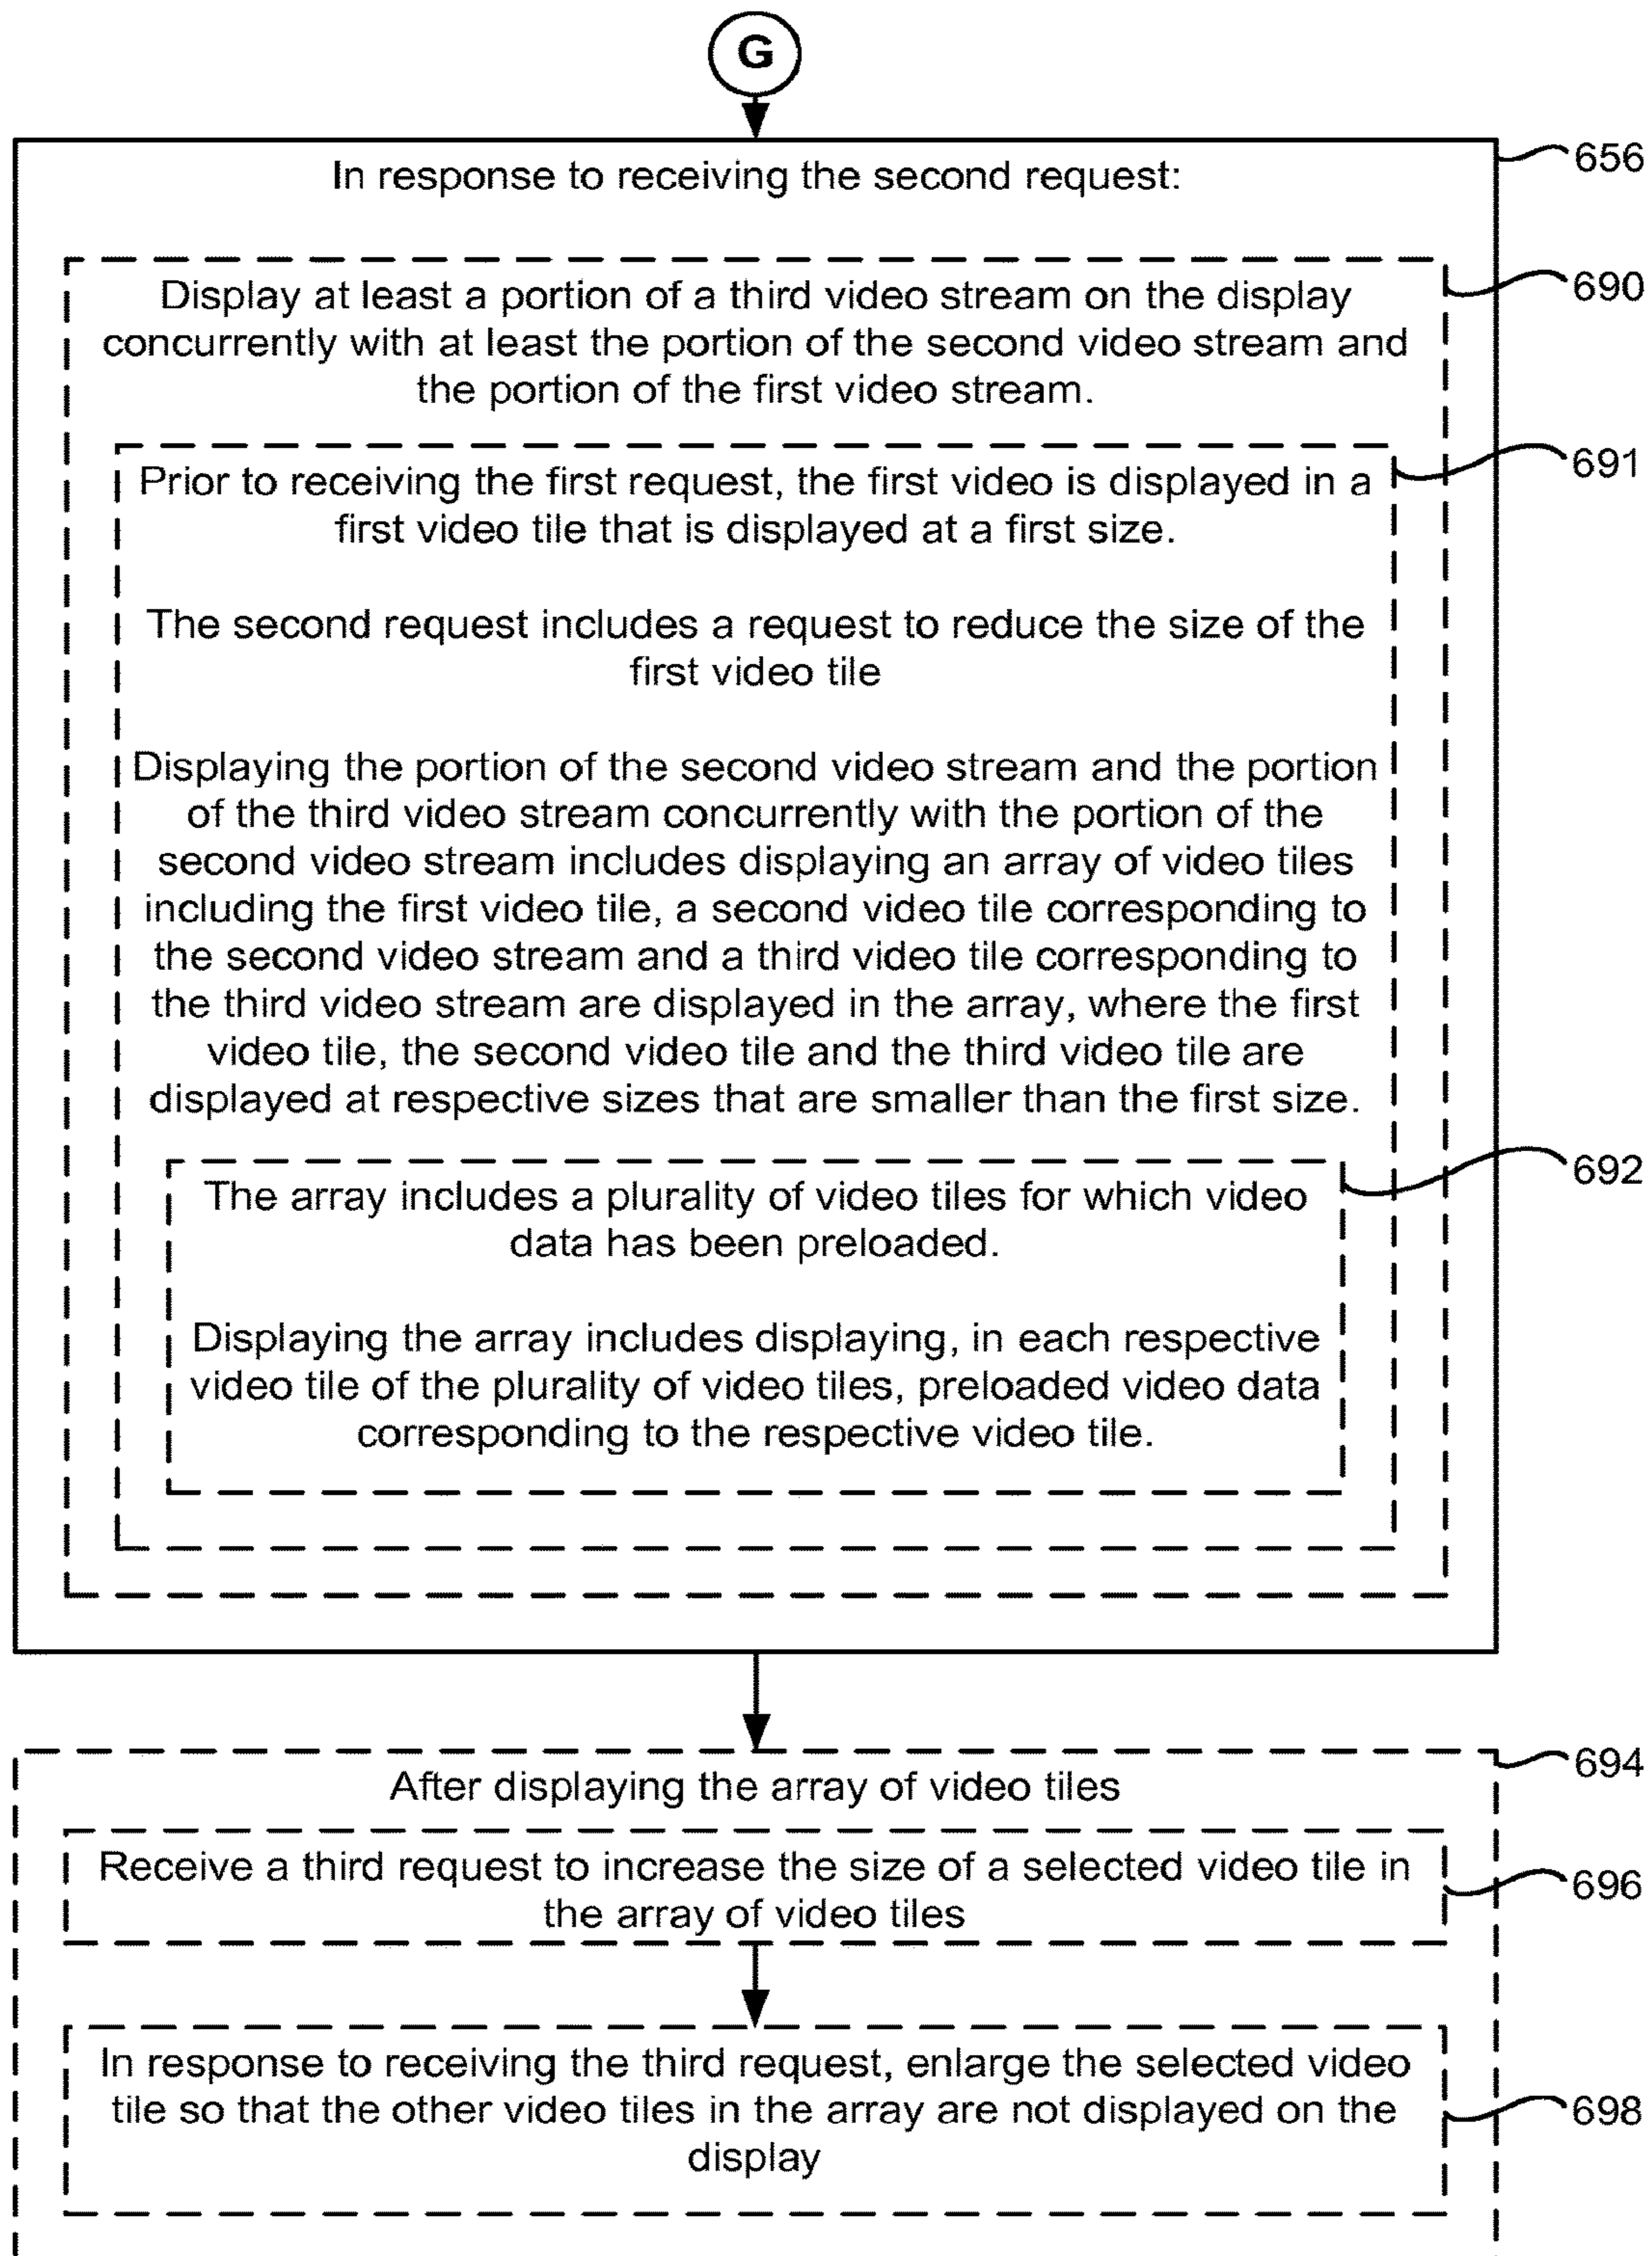 G
In response to receiving the second request:
656
Display at least a portion of a third video stream on the display
concurrently with at least the portion of the second video stream and
the portion of the first video stream.
690
Prior to receiving the first request, the first video is displayed in a
first video tile that is displayed at a first size.
691
The second request includes a request to reduce the size of the
first video tile
Displaying the portion of the second video stream and the portion
of the third video stream concurrently with the portion of the
second video stream includes displaying an array of video tiles
including the first video tile, a second video tile corresponding to
the second video stream and a third video tile corresponding to
the third video stream are displayed in the array, where the first
video tile, the second video tile and the third video tile are
displayed at respective sizes that are smaller than the first size.
The array includes a plurality of video tiles for which video
data has been preloaded.
692
Displaying the array includes displaying, in each respective
video tile of the plurality of video tiles, preloaded video data
corresponding to the respective video tile.
After displaying the array of video tiles
694
Receive a third request to increase the size of a selected video tile in
the array of video tiles
696
In response to receiving the third request, enlarge the selected video
tile so that the other video tiles in the array are not displayed on the
display
698